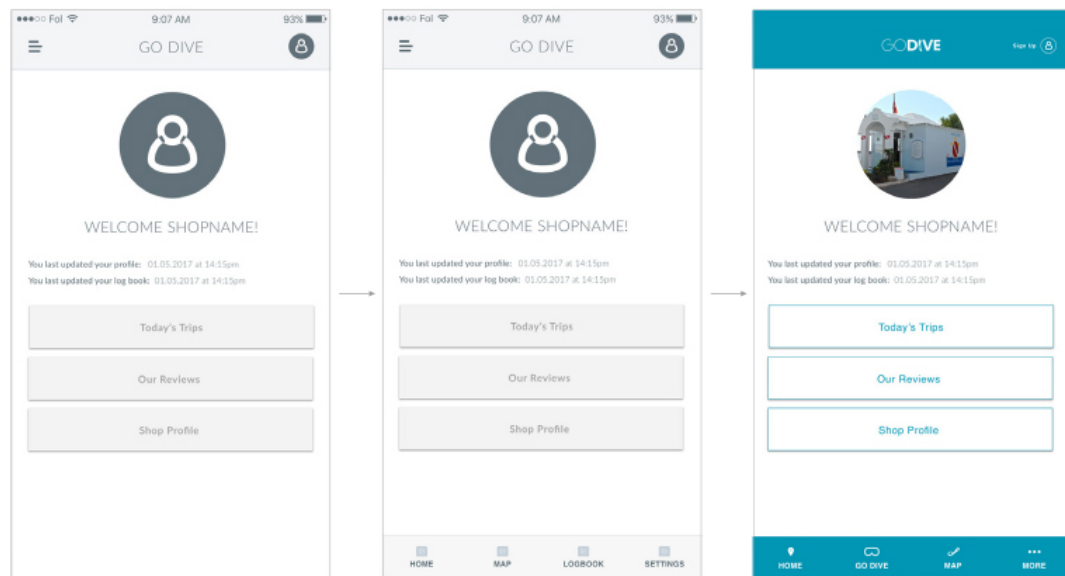 Fol 9:07 AM 93%
GO DIVE
WELCOME SHOPNAME!
You last updated your profile: 01.05.2017 at 14:15pm
You last updated your log book: 01.05.2017 at 14:15pm
Today's Trips
Our Reviews
Shop Profile
Fol 9:07 AM 93%
GO DIVE
WELCOME SHOPNAME!
You last updated your profile: 01.05.2017 at 14:15pm
You last updated your log book: 01.05.2017 at 14:15pm
Today's Trips
Our Reviews
Shop Profile
HOME MAP LOGBOOK SETTINGS
GODIVE Sign Up
WELCOME SHOPNAME!
You last updated your profile: 01.05.2017 at 14:15pm
You last updated your log book: 01.05.2017 at 14:15pm
Today's Trips
Our Reviews
Shop Profile
HOME GO DIVE MAP MORE